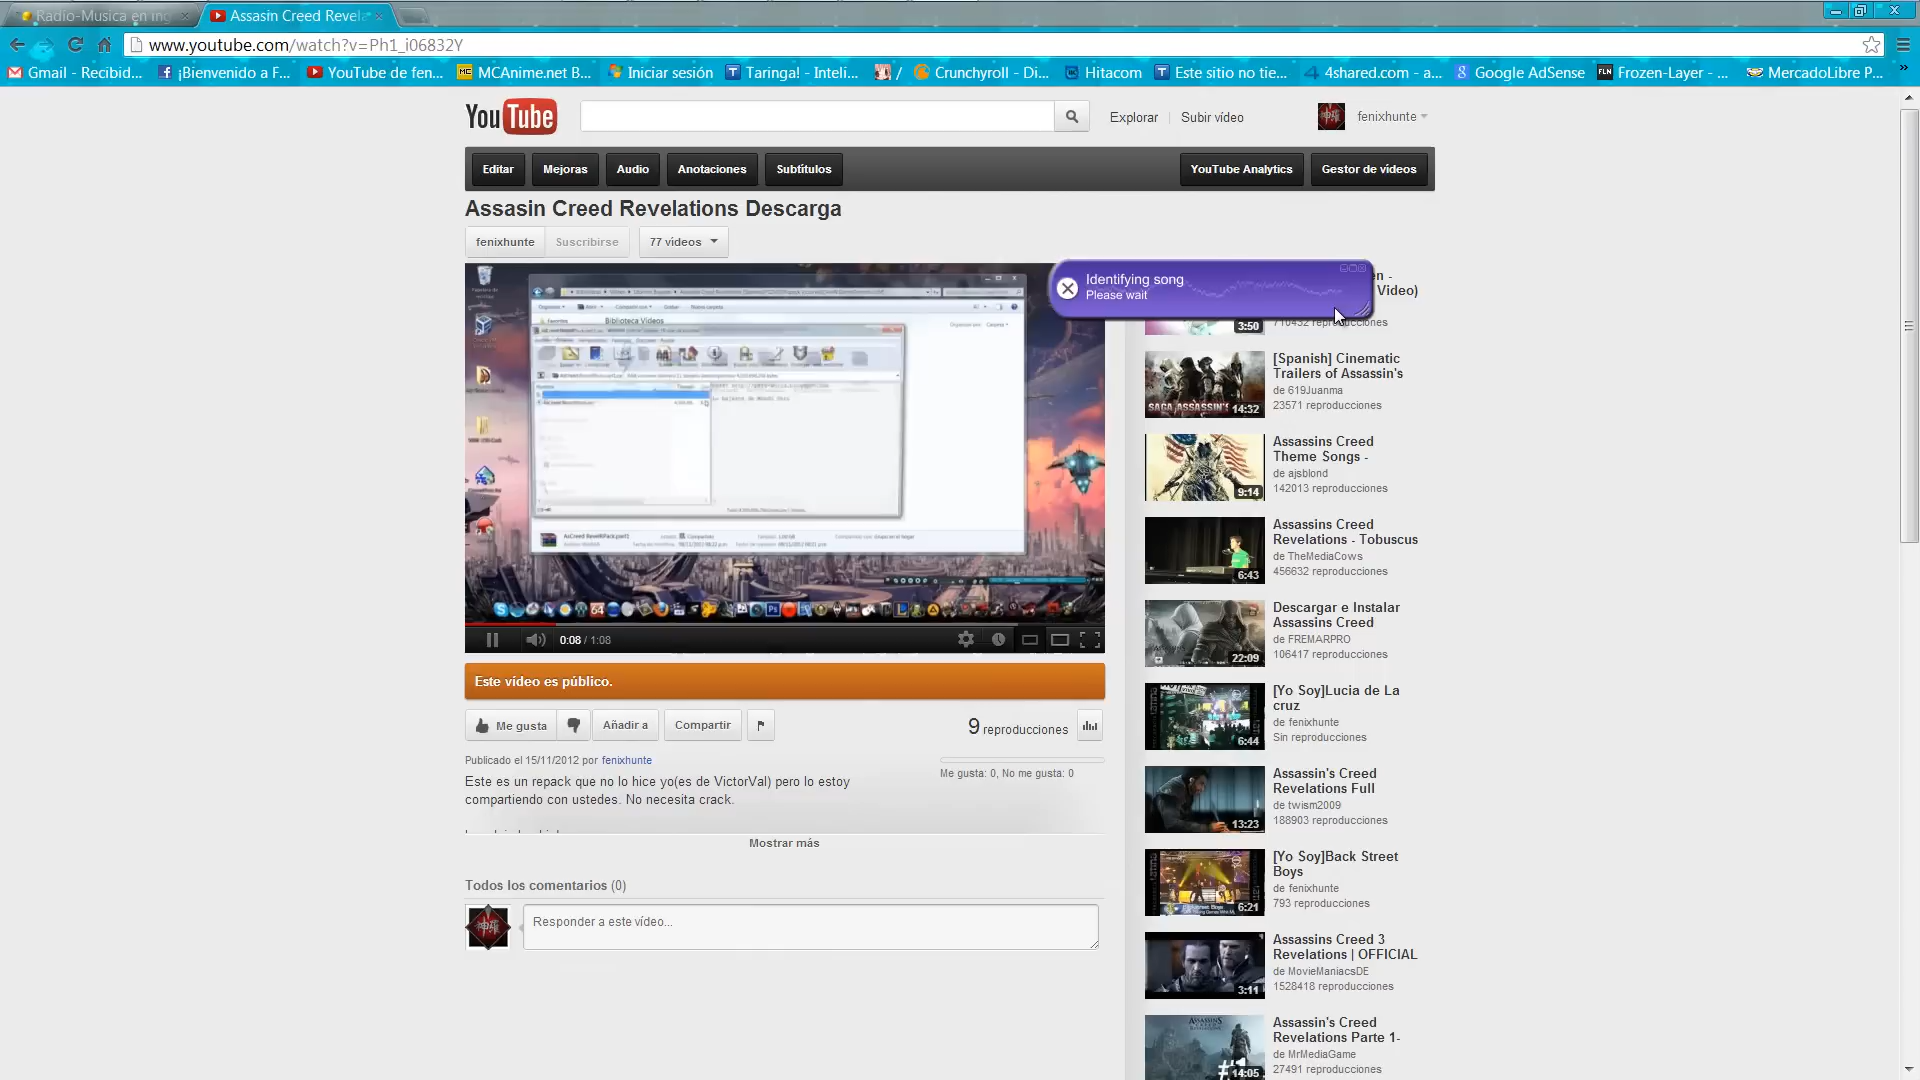 Radio-Musica en ing
Assasin Creed Revela
www.youtube.com/watch?v=Ph1_i06832Y
Gmail - Recibid...
¡Bienvenido a F...
YouTube de fen...
MCAnime.net B...
Iniciar sesión
Taringa! - Inteli...
/
Crunchyroll - Di...
Hitacom
Este sitio no tie...
4shared.com - a...
Google AdSense
Frozen-Layer - ...
MercadoLibre P...
YouTube
Explorar
Subir vídeo
fenixhunte
Editar
Mejoras
Audio
Anotaciones
Subtítulos
YouTube Analytics
Gestor de vídeos
Assasin Creed Revelations Descarga
fenixhunte
Suscribirse
77 vídeos
Biblioteca Videos
Identifying song
Please wait
en -
Video)
710432 reproducciones
3:50
[Spanish] Cinematic
Trailers of Assassin's
de 619Juanma
23571 reproducciones
SAGA ASSASSIN'S
14:32
Assassins Creed
Theme Songs -
de ajsblond
142013 reproducciones
9:14
Assassins Creed
Revelations - Tobuscus
de TheMediaCows
456632 reproducciones
6:43
Descargar e Instalar
Assassins Creed
de FREMARPRO
106417 reproducciones
22:09
[Yo Soy]Lucia de La
cruz
de fenixhunte
Sin reproducciones
6:44
Assassin's Creed
Revelations Full
de twism2009
188903 reproducciones
13:23
[Yo Soy]Back Street
Boys
de fenixhunte
793 reproducciones
6:21
Assassins Creed 3
Revelations | OFFICIAL
de MovieManiacsDE
1528418 reproducciones
3:11
Assassin's Creed
Revelations Parte 1-
de MrMediaGame
27491 reproducciones
#1
14:05
0:08 / 1:08
Este vídeo es público.
Me gusta
Añadir a
Compartir
9 reproducciones
Publicado el 15/11/2012 por fenixhunte
Me gusta: 0, No me gusta: 0
Este es un repack que no lo hice yo(es de VictorVal) pero lo estoy
compartiendo con ustedes. No necesita crack.
Mostrar más
Todos los comentarios (0)
Responder a este vídeo...